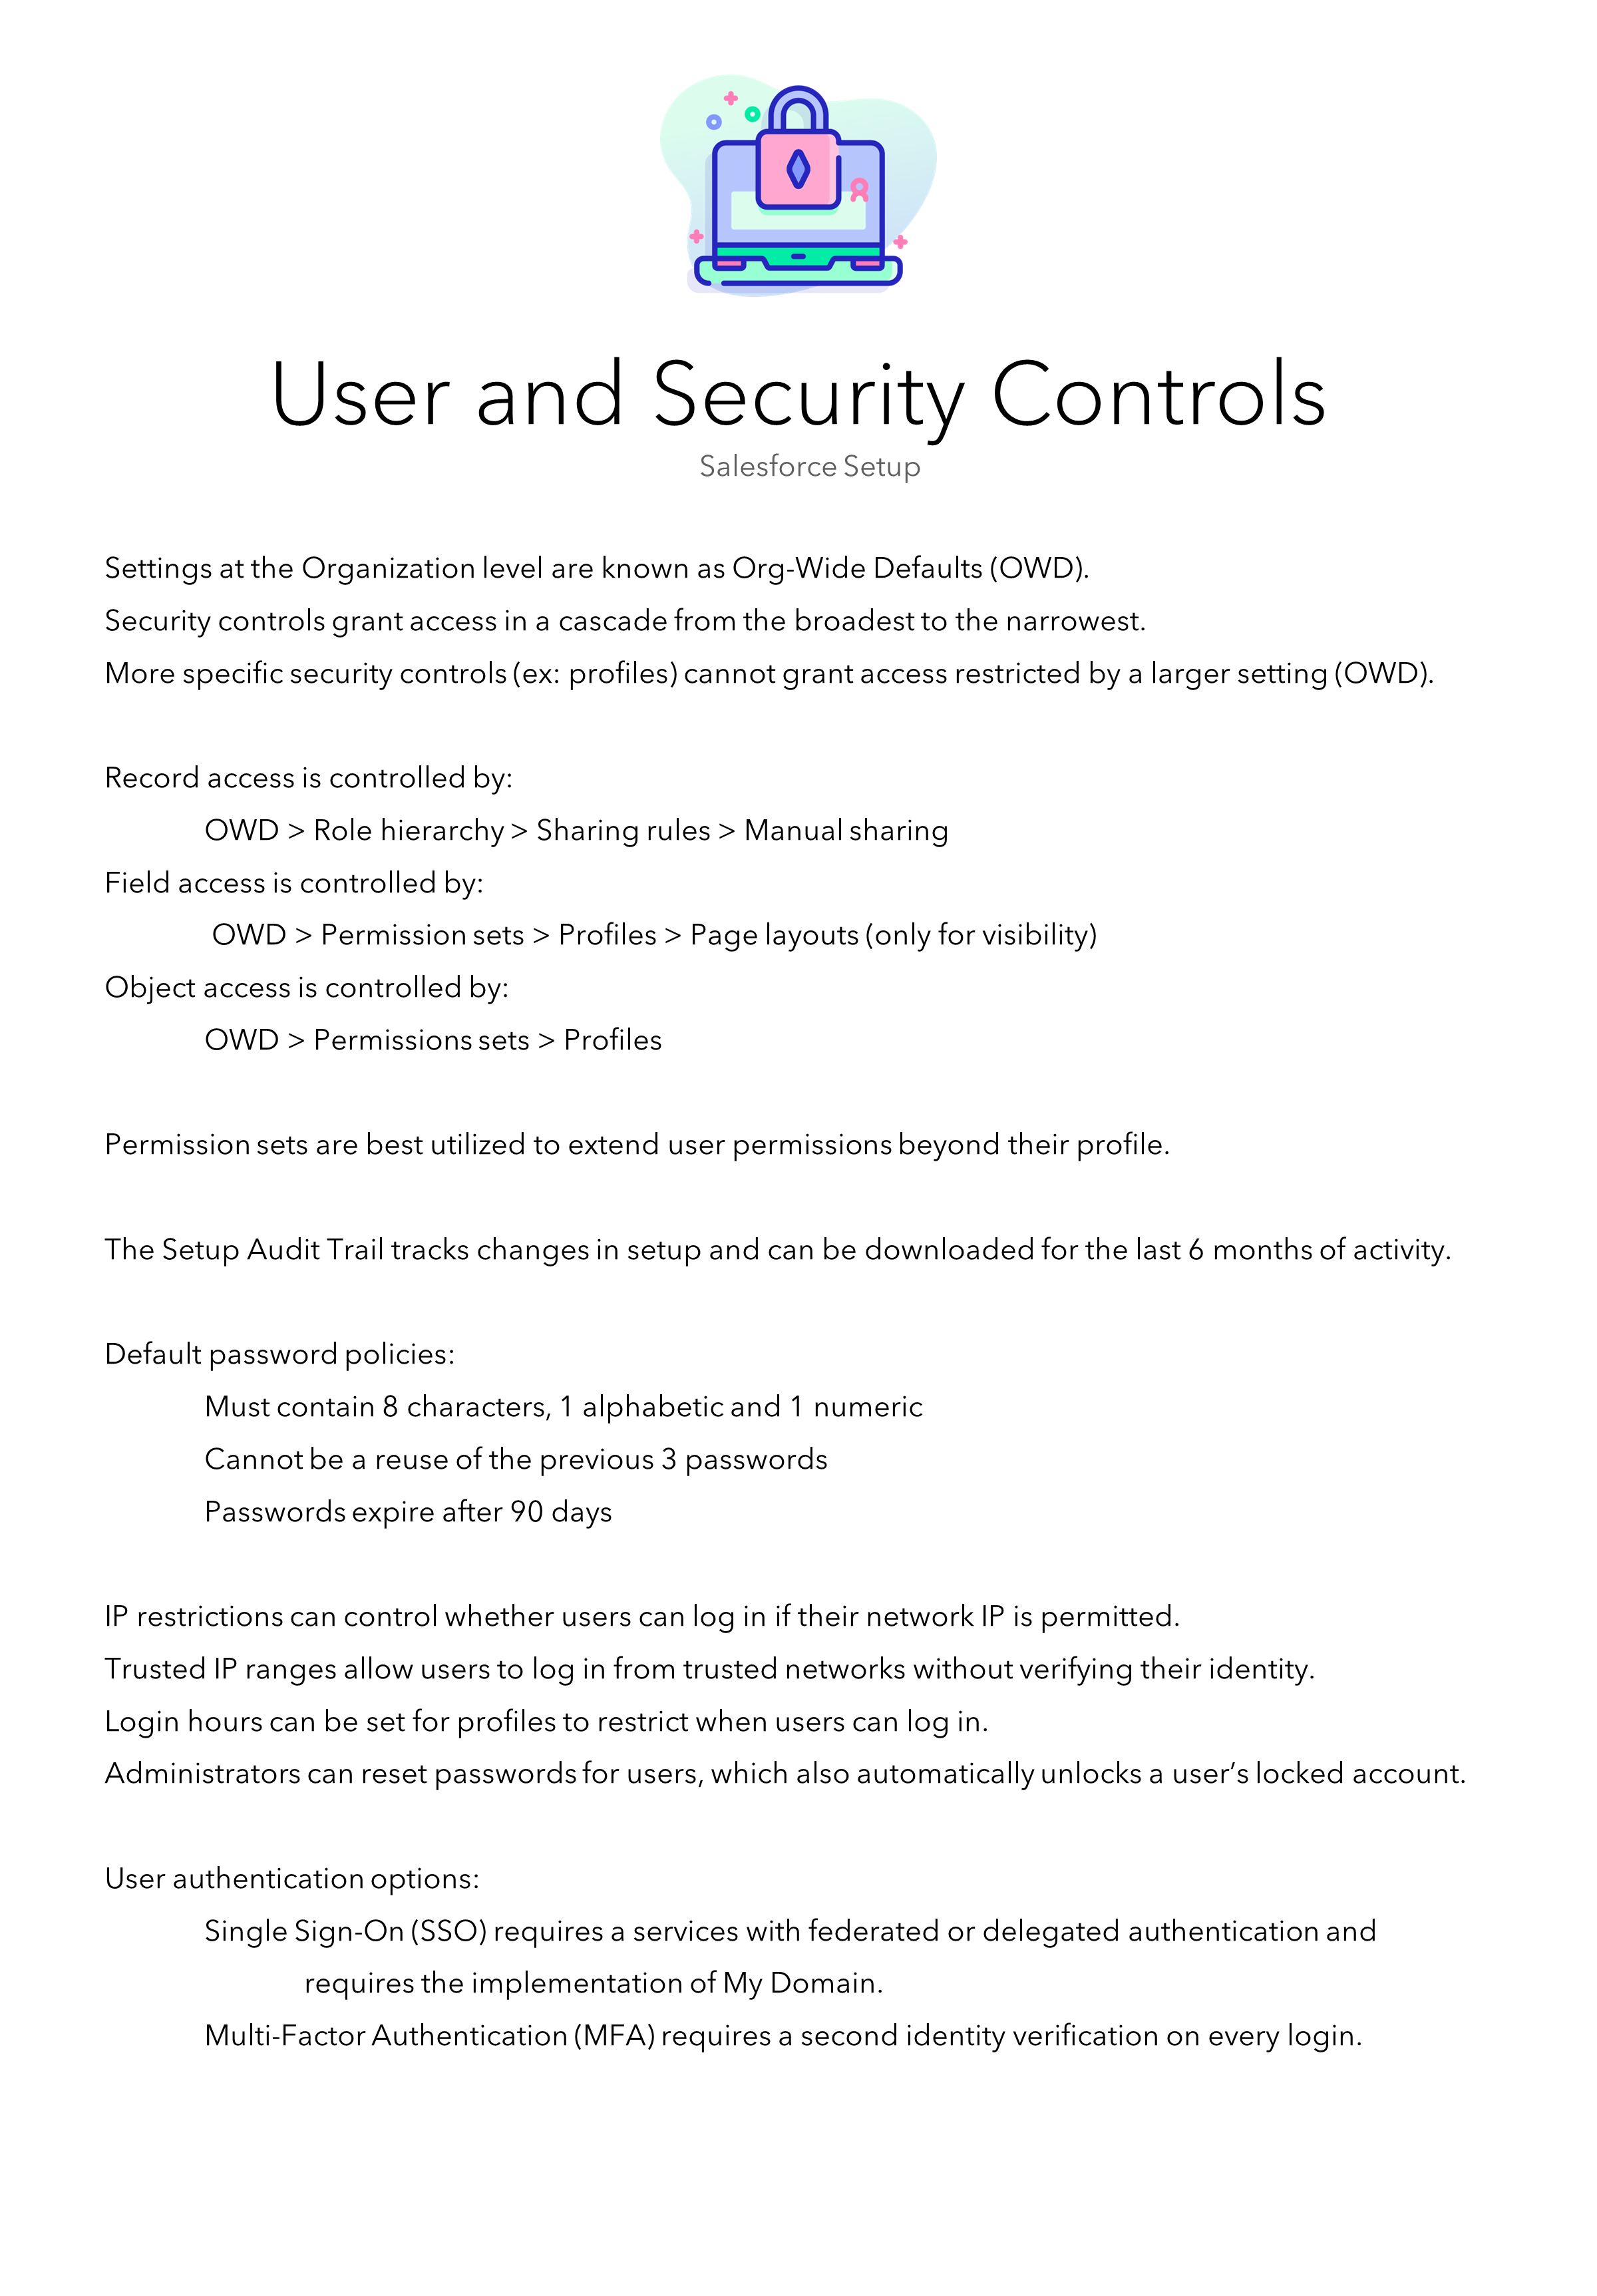 User and Security Controls
Salesforce Setup
Settings at the Organization level are known as Org-Wide Defaults (OWD).
Security controls grant access in a cascade from the broadest to the narrowest.
More specific security controls (ex: profiles) cannot grant access restricted by a larger setting (OWD).
Record access is controlled by:
OWD > Role hierarchy > Sharing rules > Manual sharing
Field access is controlled by:
OWD > Permission sets > Profiles > Page layouts (only for visibility)
Object access is controlled by:
OWD > Permissions sets > Profiles
Permission sets are best utilized to extend user permissions beyond their profile.
The Setup Audit Trail tracks changes in setup and can be downloaded for the last 6 months of activity.
Default password policies:
Must contain 8 characters, 1 alphabetic and 1 numeric
Cannot be a reuse of the previous 3 passwords
Passwords expire after 90 days
IP restrictions can control whether users can log in if their network IP is permitted.
Trusted IP ranges allow users to log in from trusted networks without verifying their identity.
Login hours can be set for profiles to restrict when users can log in.
Administrators can reset passwords for users, which also automatically unlocks a user’s locked account.
User authentication options:
Single Sign-On (SSO) requires a services with federated or delegated authentication and
requires the implementation of My Domain.
Multi-Factor Authentication (MFA) requires a second identity verification on every login.